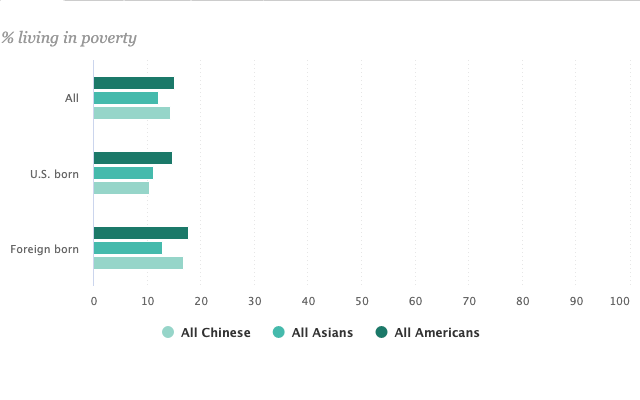 % living in poverty
All
U.S. born
Foreign born
0 10 20 30 40 50 60 70 80 90 100
All Chinese All Asians All Americans